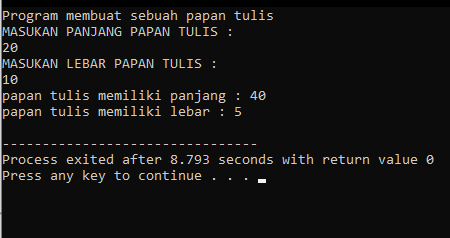 Program membuat sebuah papan tulis
MASUKAN PANJANG PAPAN TULIS :
20
MASUKAN LEBAR PAPAN TULIS :
10
papan tulis memiliki panjang : 40
papan tulis memiliki lebar : 5
--------------------------------
Process exited after 8.793 seconds with return value 0
Press any key to continue . . .